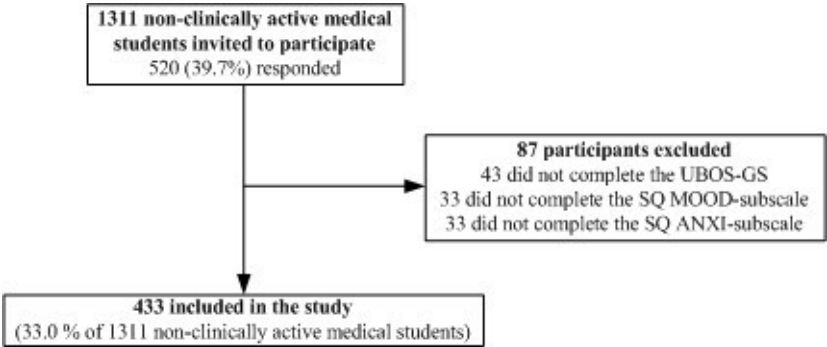 1311 non-clinically active medical
students invited to participate
520 (39.7%) responded
87 participants excluded
43 did not complete the UBOS-GS
33 did not complete the SQ MOOD-subscale
33 did not complete the SQ ANXI-subscale
433 included in the study
(33.0 % of 1311 non-clinically active medical students)